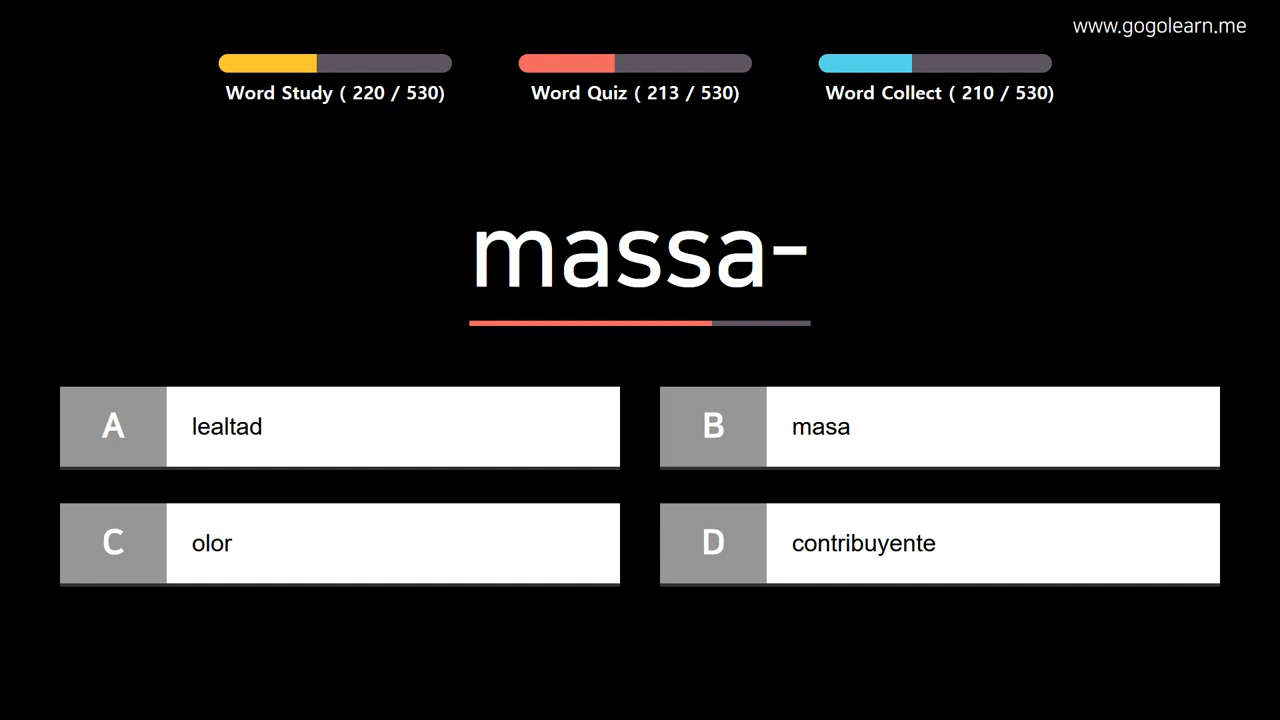 www.gogolearn.me
Word Study ( 220 / 530)
Word Quiz ( 213 / 530)
Word Collect ( 210 / 530)
massa-
A lealtad
B masa
C olor
D contribuyente